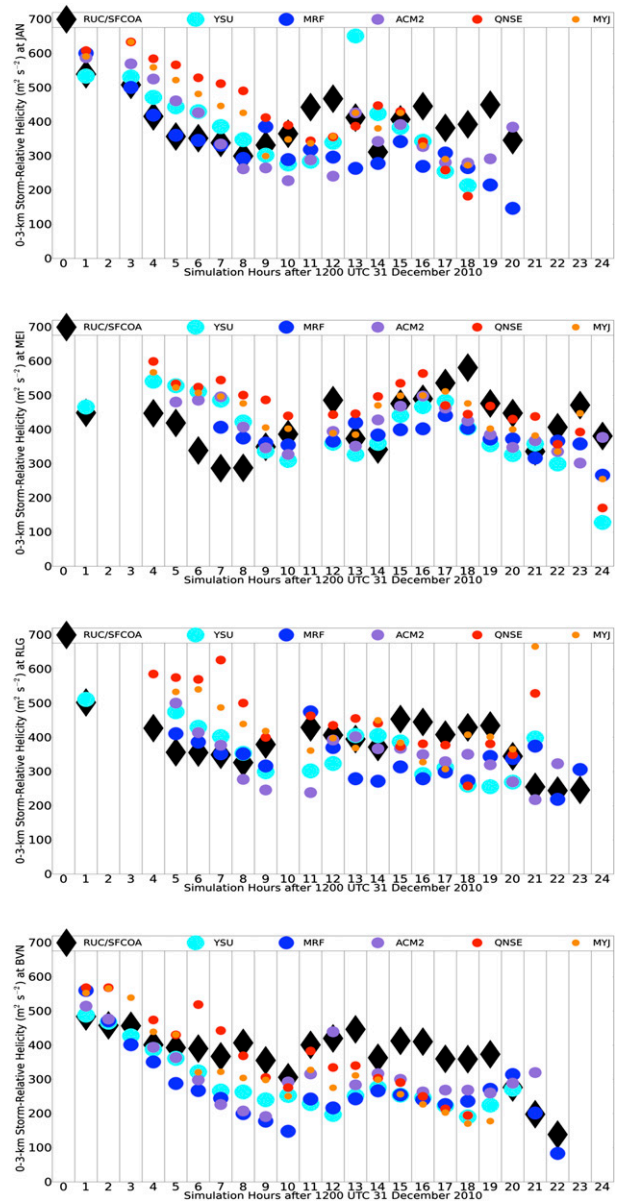 700 RUC/SFCOA YSU MRF ACM2 QNSE MYJ
600
500
400
300
200
100
0
0-3-km Storm-Relative Helicity (m² s⁻²) at JAN
0 1 2 3 4 5 6 7 8 9 10 11 12 13 14 15 16 17 18 19 20 21 22 23 24
Simulation Hours after 1200 UTC 31 December 2010
700 RUC/SFCOA YSU MRF ACM2 QNSE MYJ
600
500
400
300
200
100
0
0-3-km Storm-Relative Helicity (m² s⁻²) at MEI
0 1 2 3 4 5 6 7 8 9 10 11 12 13 14 15 16 17 18 19 20 21 22 23 24
Simulation Hours after 1200 UTC 31 December 2010
700 RUC/SFCOA YSU MRF ACM2 QNSE MYJ
600
500
400
300
200
100
0
0-3-km Storm-Relative Helicity (m² s⁻²) at RLG
0 1 2 3 4 5 6 7 8 9 10 11 12 13 14 15 16 17 18 19 20 21 22 23 24
Simulation Hours after 1200 UTC 31 December 2010
700 RUC/SFCOA YSU MRF ACM2 QNSE MYJ
600
500
400
300
200
100
0
0-3-km Storm-Relative Helicity (m² s⁻²) at BVN
0 1 2 3 4 5 6 7 8 9 10 11 12 13 14 15 16 17 18 19 20 21 22 23 24
Simulation Hours after 1200 UTC 31 December 2010